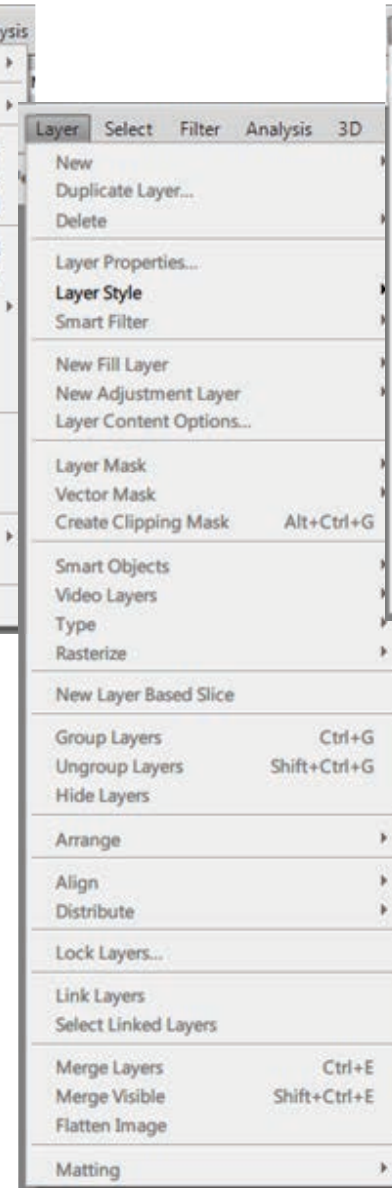 ysis
Layer Select Filter Analysis 3D
New
Duplicate Layer...
Delete
Layer Properties...
Layer Style
Smart Filter
New Fill Layer
New Adjustment Layer
Layer Content Options...
Layer Mask
Vector Mask
Create Clipping Mask Alt+Ctrl+G
Smart Objects
Video Layers
Type
Rasterize
New Layer Based Slice
Group Layers Ctrl+G
Ungroup Layers Shift+Ctrl+G
Hide Layers
Arrange
Align
Distribute
Lock Layers...
Link Layers
Select Linked Layers
Merge Layers Ctrl+E
Merge Visible Shift+Ctrl+E
Flatten Image
Matting